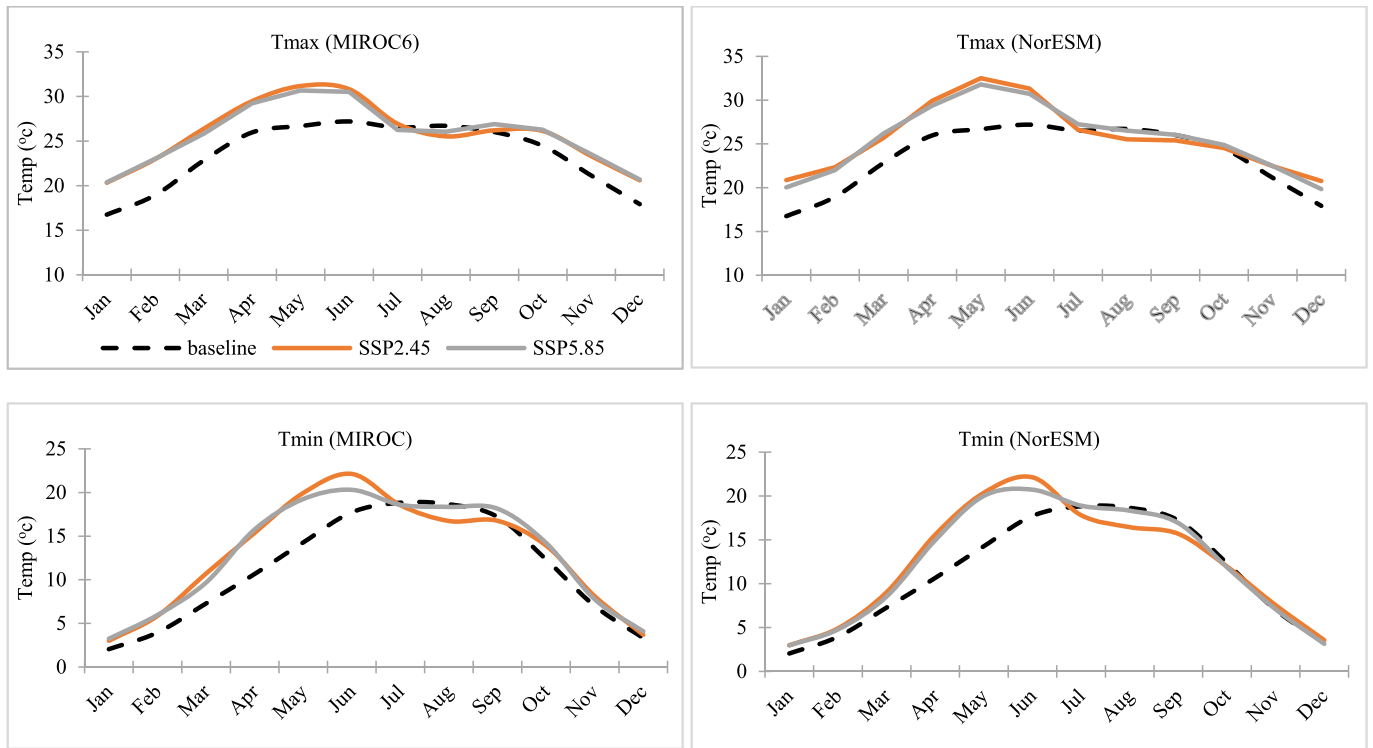 Tmax (MIROC6)
35
30
25
20
15
10
Temp (°c)
Jan Feb Mar Apr May Jun Jul Aug Sep Oct Nov Dec
baseline SSP2.45 SSP5.85
Tmax (NorESM)
35
30
25
20
15
10
Temp (°c)
Jan Feb Mar Apr May Jun Jul Aug Sep Oct Nov Dec
Tmin (MIROC)
25
20
15
10
5
0
Temp (°c)
Jan Feb Mar Apr May Jun Jul Aug Sep Oct Nov Dec
Tmin (NorESM)
25
20
15
10
5
0
Temp (°c)
Jan Feb Mar Apr May Jun Jul Aug Sep Oct Nov Dec